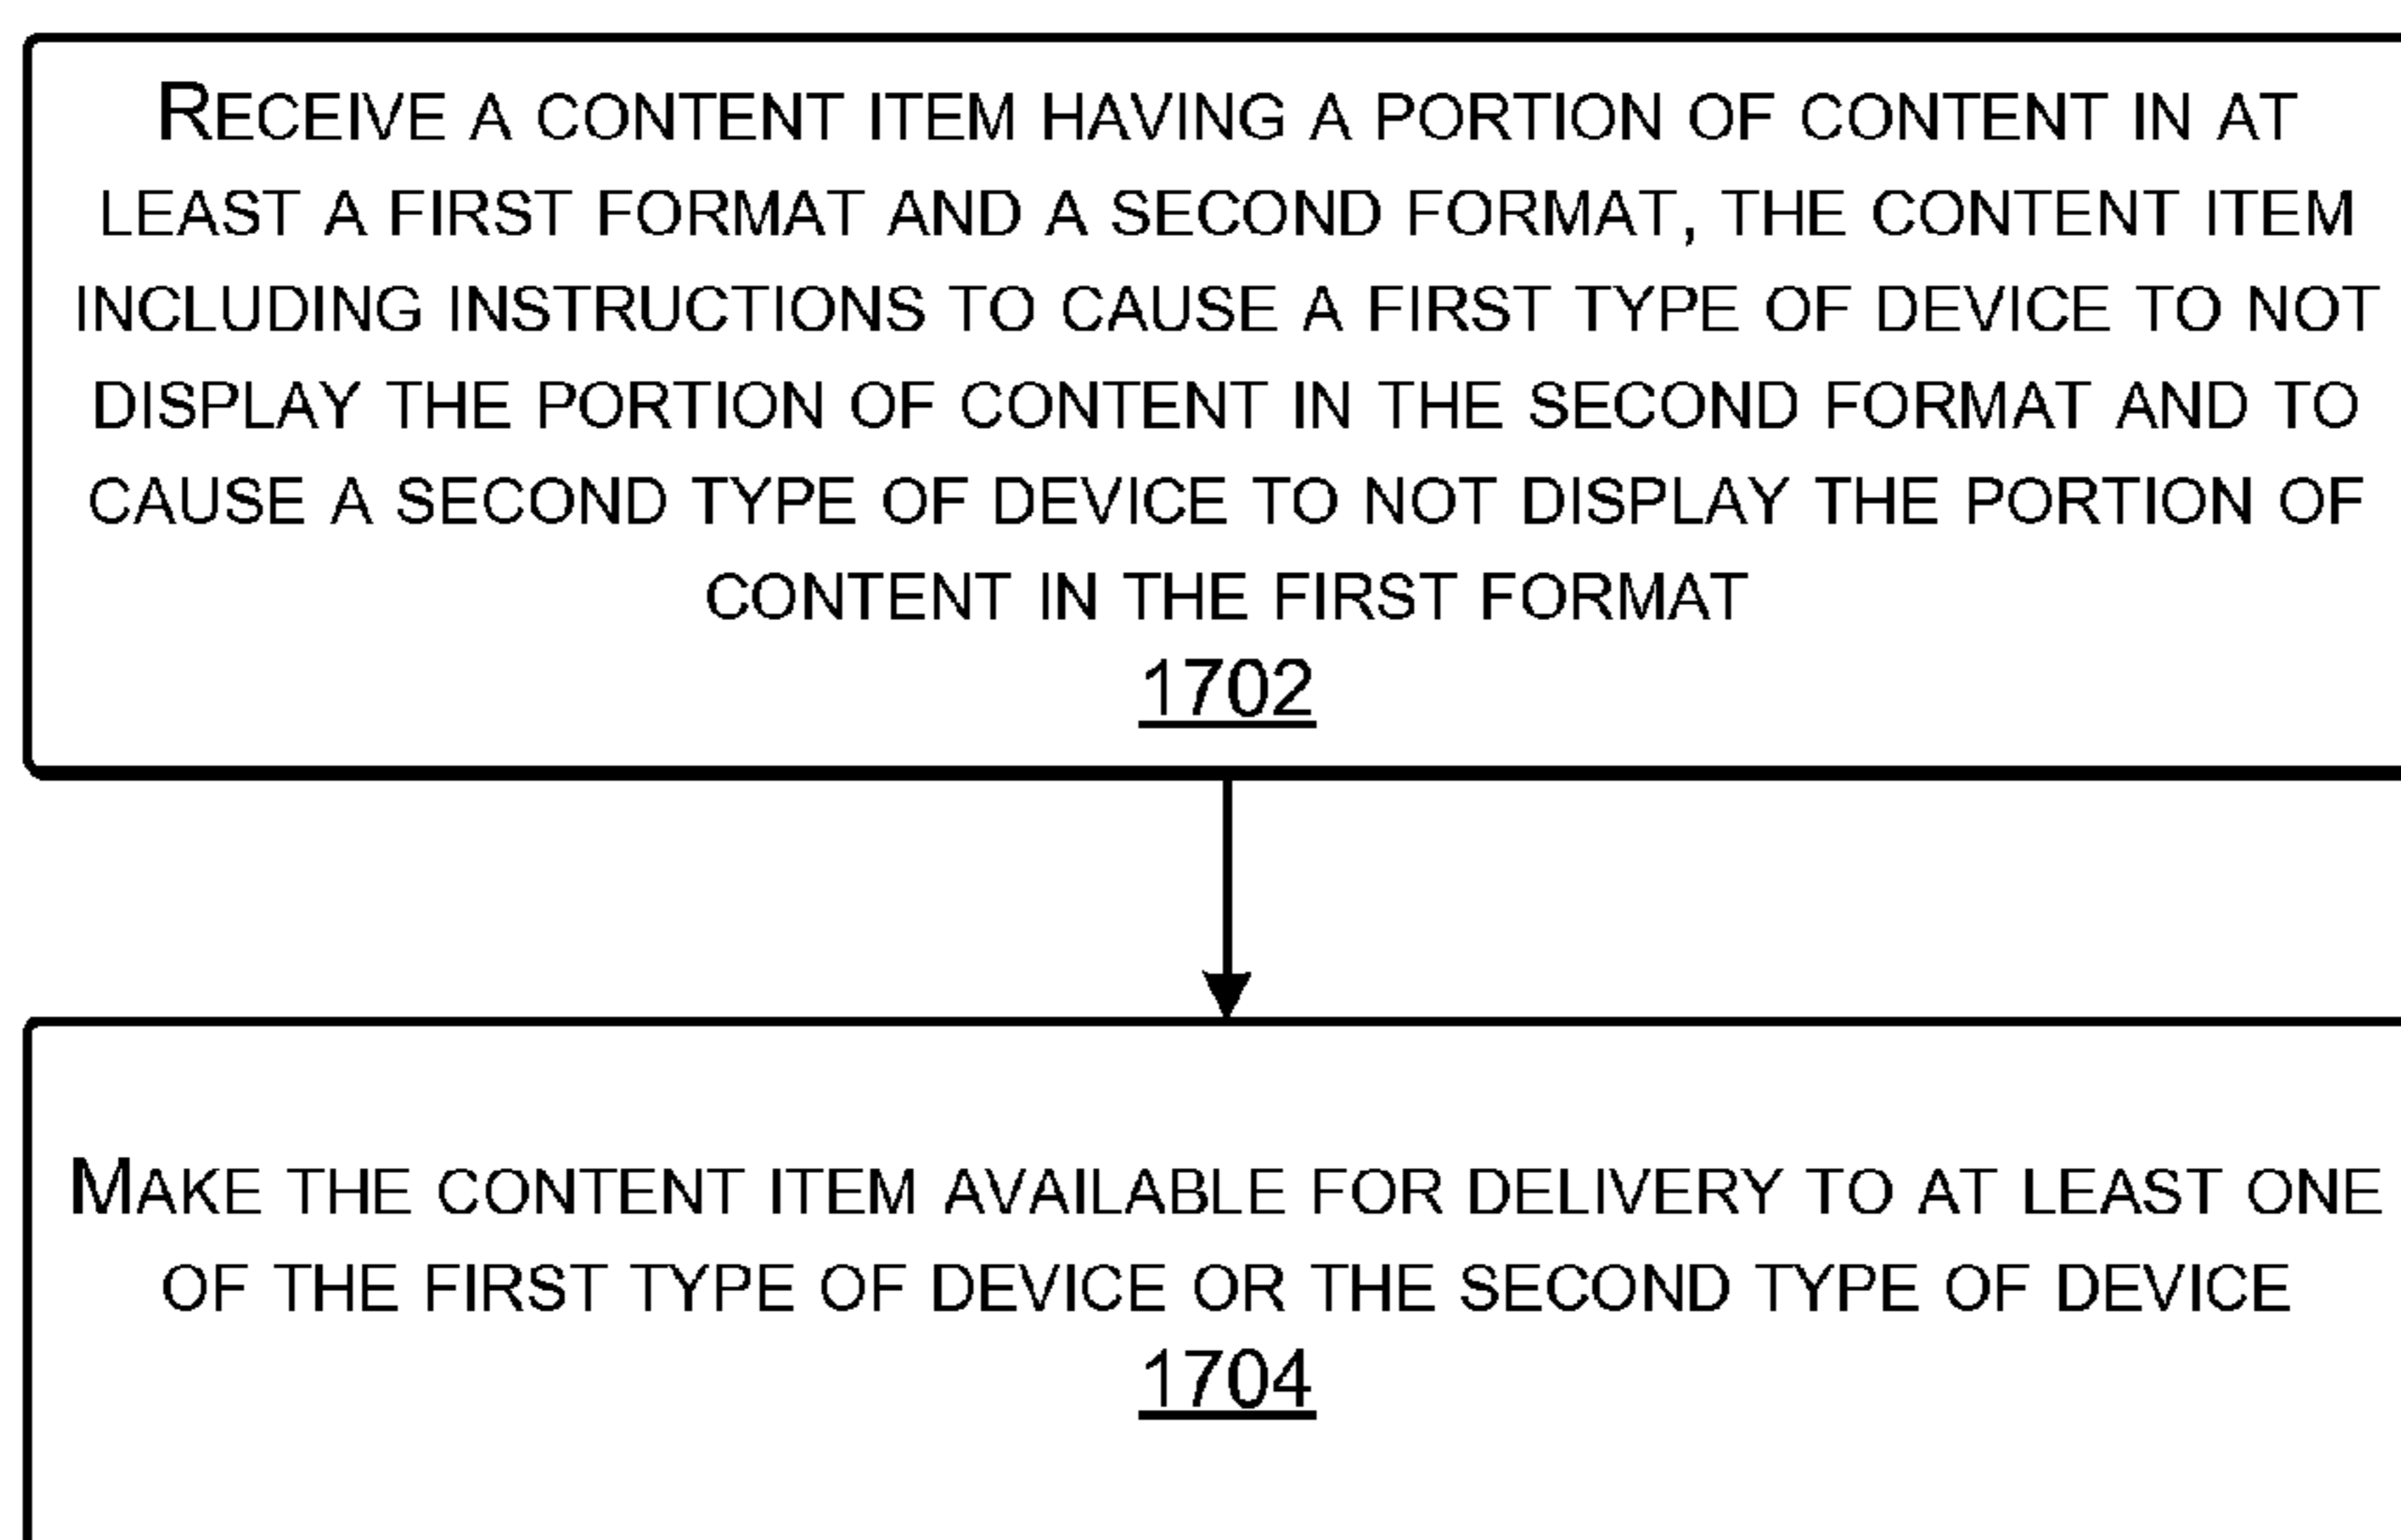 RECEIVE A CONTENT ITEM HAVING A PORTION OF CONTENT IN AT
LEAST A FIRST FORMAT AND A SECOND FORMAT, THE CONTENT ITEM
INCLUDING INSTRUCTIONS TO CAUSE A FIRST TYPE OF DEVICE TO NOT
DISPLAY THE PORTION OF CONTENT IN THE SECOND FORMAT AND TO
CAUSE A SECOND TYPE OF DEVICE TO NOT DISPLAY THE PORTION OF
CONTENT IN THE FIRST FORMAT
1702
MAKE THE CONTENT ITEM AVAILABLE FOR DELIVERY TO AT LEAST ONE
OF THE FIRST TYPE OF DEVICE OR THE SECOND TYPE OF DEVICE
1704